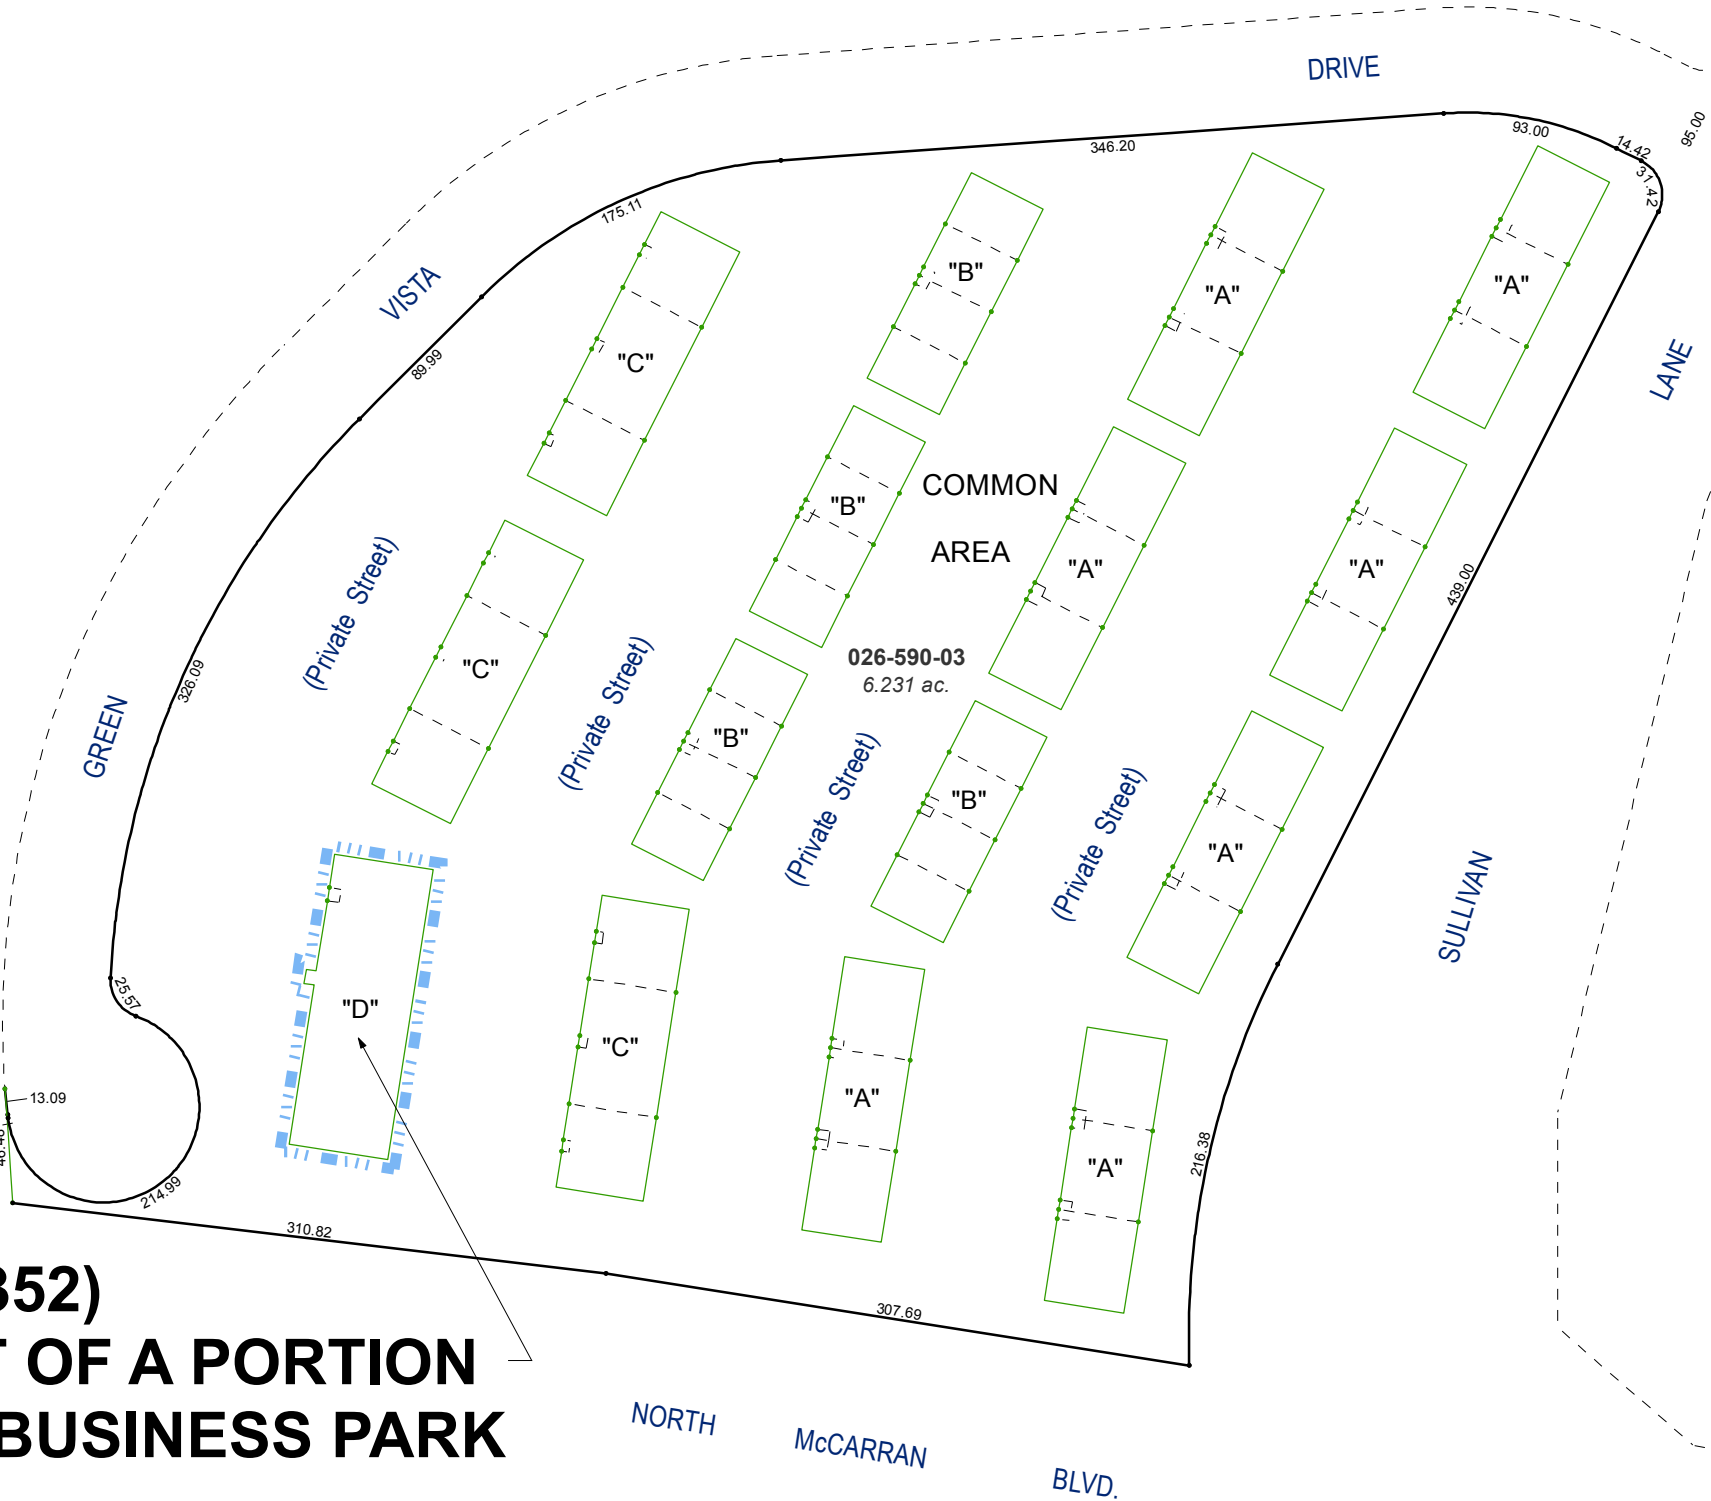 DRIVE
95.00
93.00
14.42
346.20
31.42
175.11
VISTA
"B"
"A"
"A"
LANE
"C"
89.99
COMMON
"B"
AREA
"A"
"A"
439.00
(Private Street)
"C"
(Private Street)
026-590-03
6.231 ac.
326.09
GREEN
"B"
(Private Street)
"B"
(Private Street)
"A"
SULLIVAN
25.57
"D"
"C"
"A"
13.09
214.99
"A"
216.38
310.82
307.69
352)
T OF A PORTION
BUSINESS PARK
NORTH McCARRAN BLVD.